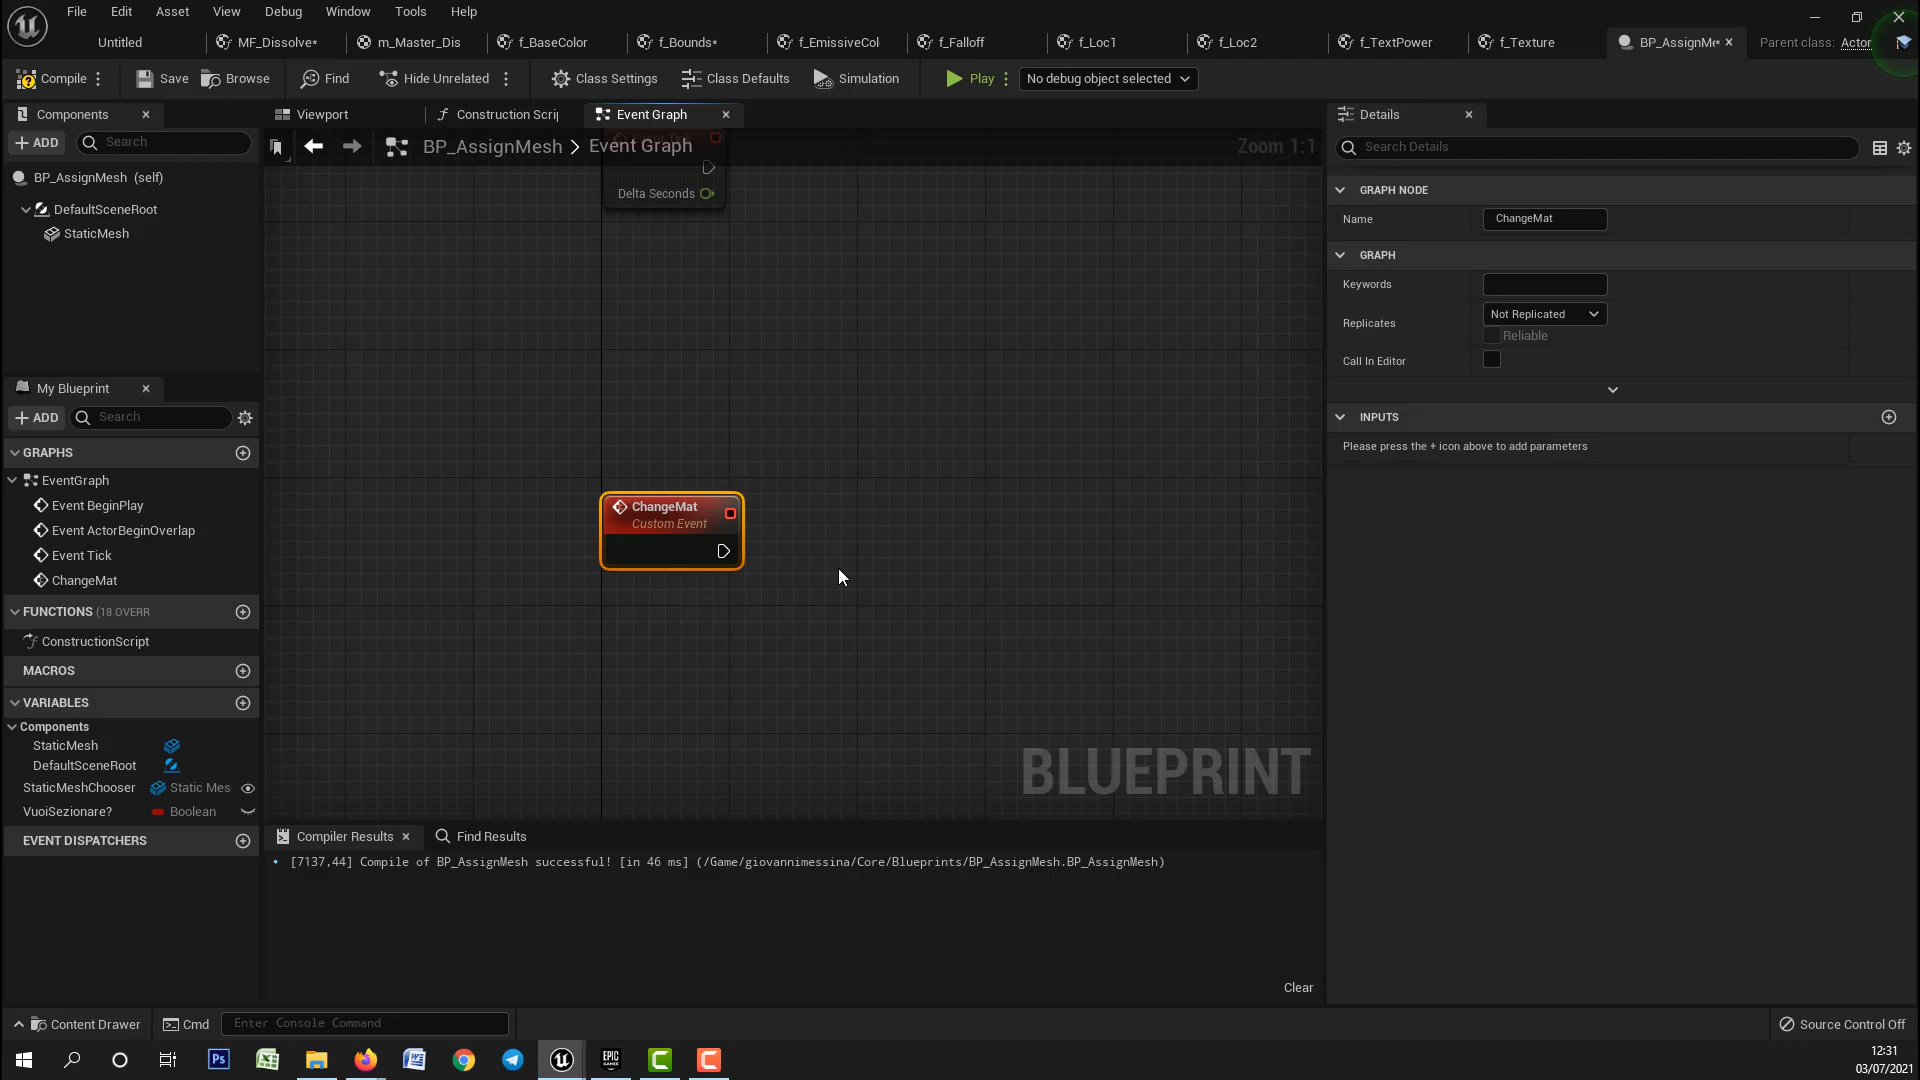 File Edit Asset View Debug Window Tools Help
Untitled MF_Dissolve* m_Master_Dis f_BaseColor f_Bounds* f_EmissiveCol f_Falloff f_Loc1 f_Loc2 f_TextPower f_Texture BP_AssignMe* Parent class: Actor
Compile Save Browse Find Hide Unrelated Class Settings Class Defaults Simulation Play No debug object selected
Components
ADD Search
BP_AssignMesh (self)
DefaultSceneRoot
StaticMesh
My Blueprint
ADD Search
GRAPHS
EventGraph
Event BeginPlay
Event ActorBeginOverlap
Event Tick
ChangeMat
FUNCTIONS (18 OVERR
ConstructionScript
MACROS
VARIABLES
Components
StaticMesh
DefaultSceneRoot
StaticMeshChooser Static Mes
VuoiSezionare? Boolean
EVENT DISPATCHERS
Viewport Construction Scrip Event Graph
BP_AssignMesh > Event Graph Zoom 1:1
Delta Seconds
ChangeMat
Custom Event
BLUEPRINT
Compiler Results Find Results
[7137,44] Compile of BP_AssignMesh successful! [in 46 ms] (/Game/giovannimessina/Core/Blueprints/BP_AssignMesh.BP_AssignMesh)
Clear
Details
Search Details
GRAPH NODE
Name ChangeMat
GRAPH
Keywords
Replicates Not Replicated
Reliable
Call In Editor
INPUTS
Please press the + icon above to add parameters
Content Drawer Cmd Enter Console Command Source Control Off
Ps EPIC GAMES
12:31
03/07/2021